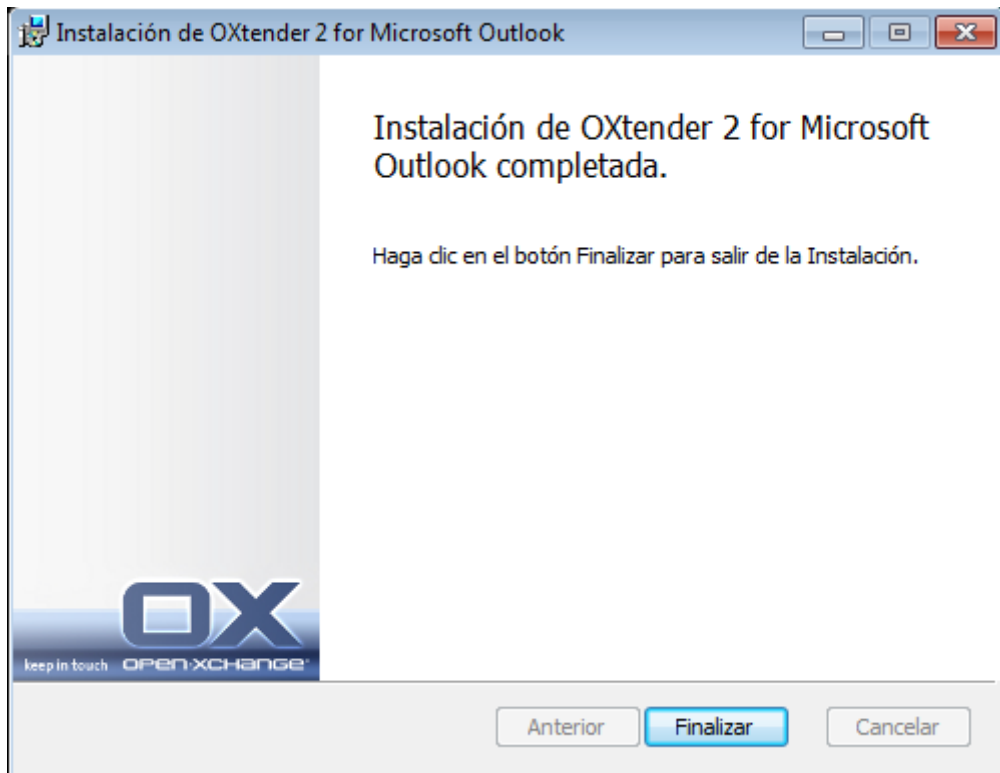 Instalación de OXtender 2 for Microsoft Outlook
Instalación de OXtender 2 for Microsoft
Outlook completada.
Haga clic en el botón Finalizar para salir de la Instalación.
OX
keep in touch OPEN-XCHANGE
Anterior Finalizar Cancelar